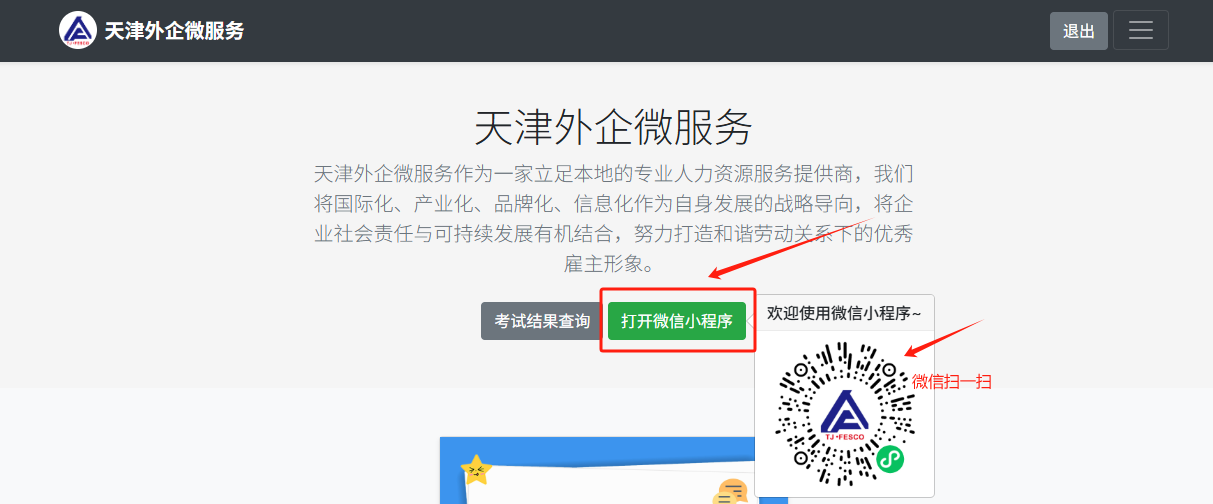 天津外企微服务
退出
天津外企微服务
天津外企微服务作为一家立足本地的专业人力资源服务提供商，我们
将国际化、产业化、品牌化、信息化作为自身发展的战略导向，将企
业社会责任与可持续发展有机结合，努力打造和谐劳动关系下的优秀
雇主形象。
考试结果查询
打开微信小程序
欢迎使用微信小程序~
微信扫一扫
TJ•FESCO